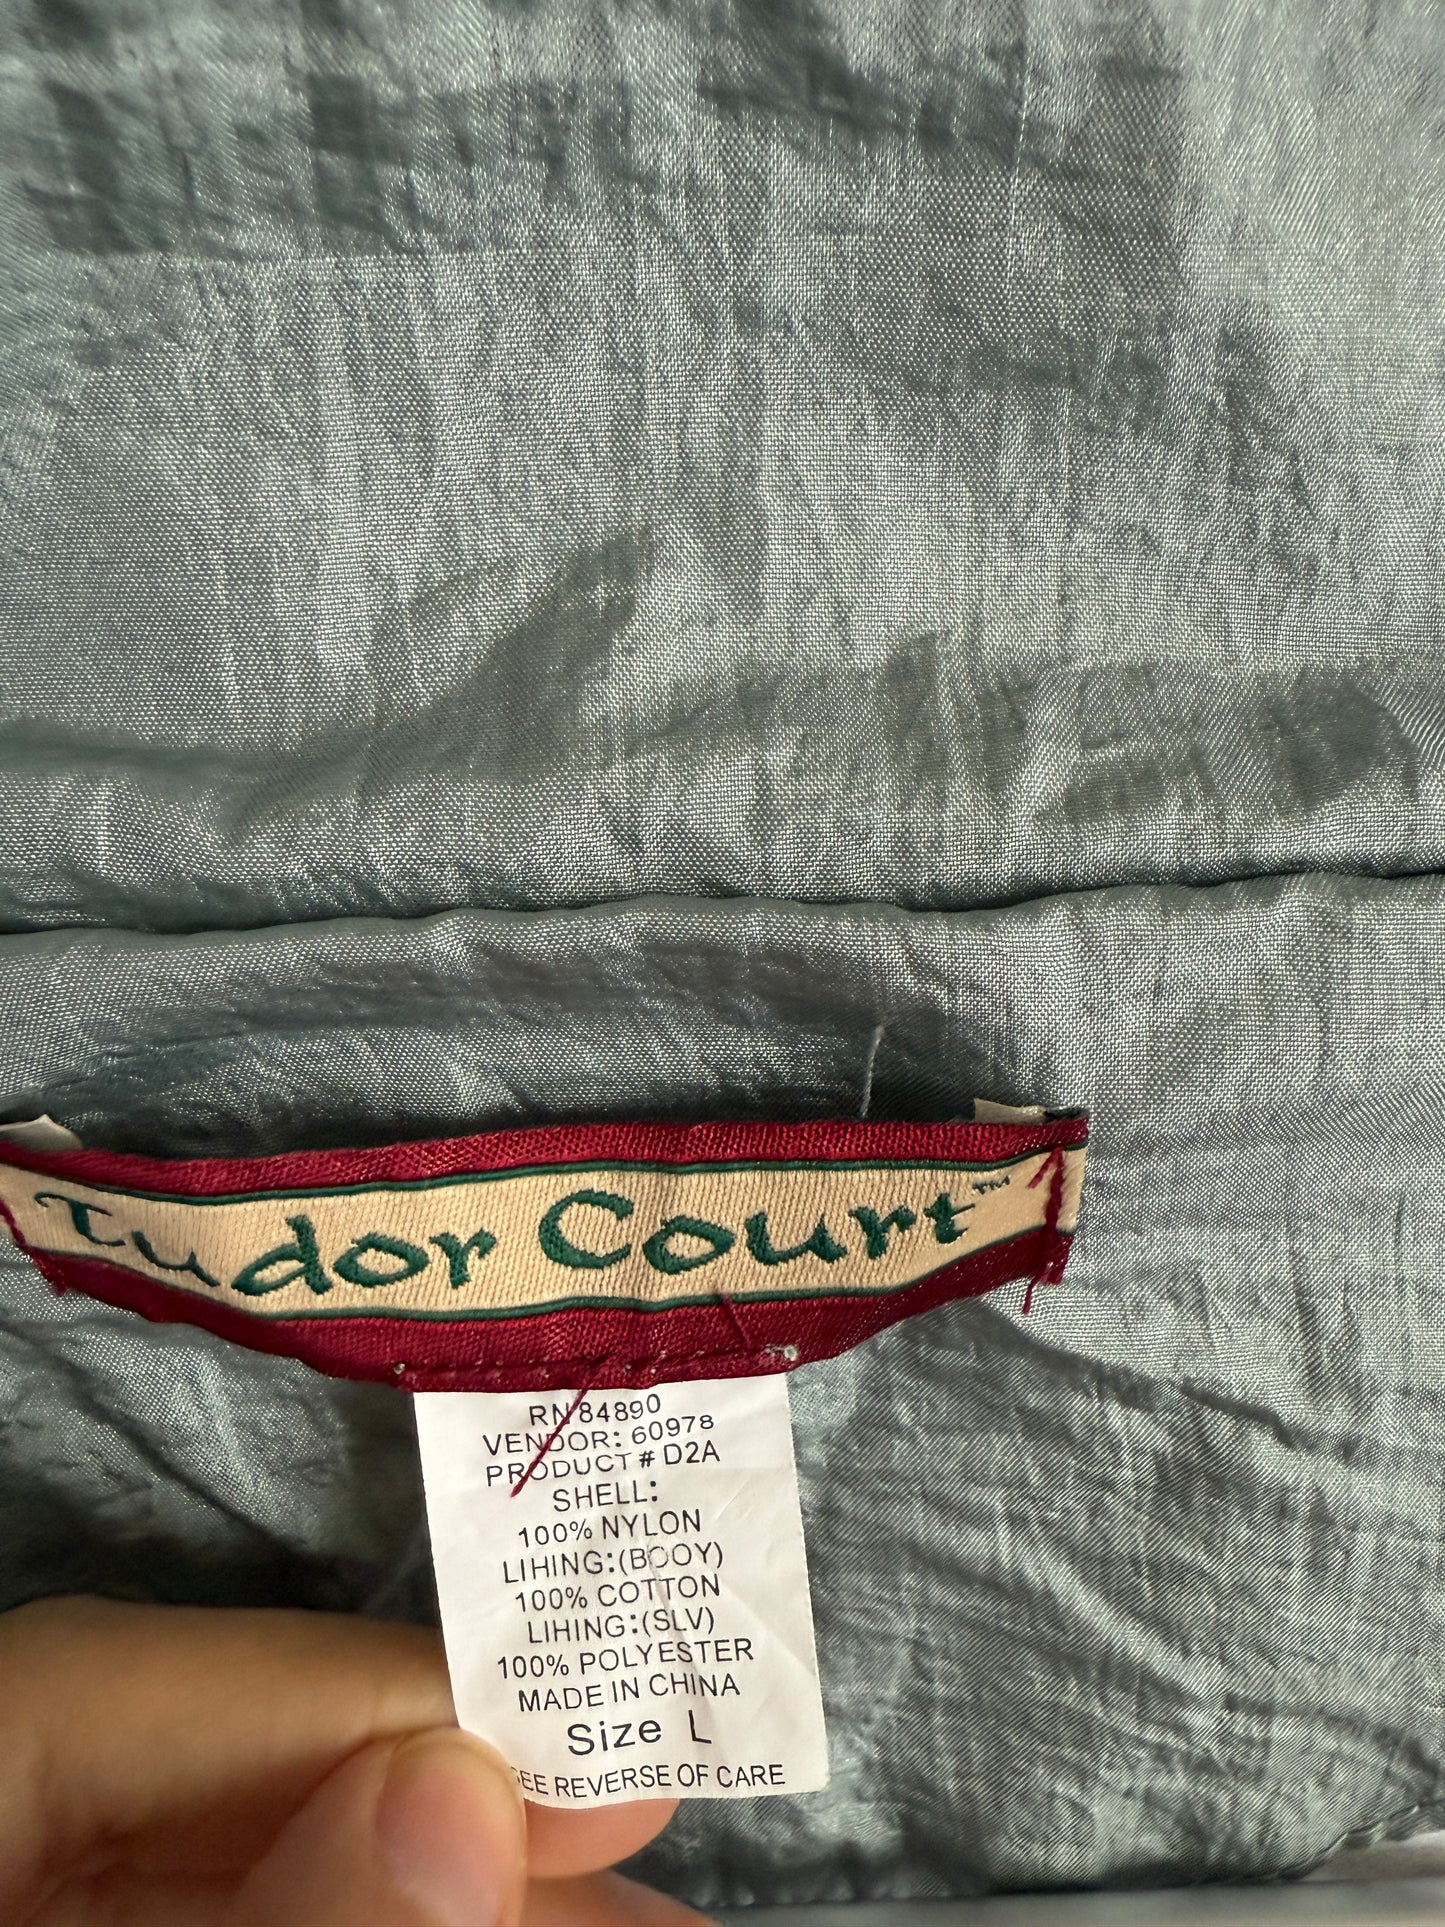 Tudor Court™
RN 84890
VENDOR: 60978
PRODUCT # D2A
SHELL:
100% NYLON
LIHING:(BOOY)
100% COTTON
LIHING:(SLV)
100% POLYESTER
MADE IN CHINA
Size L
SEE REVERSE OF CARE